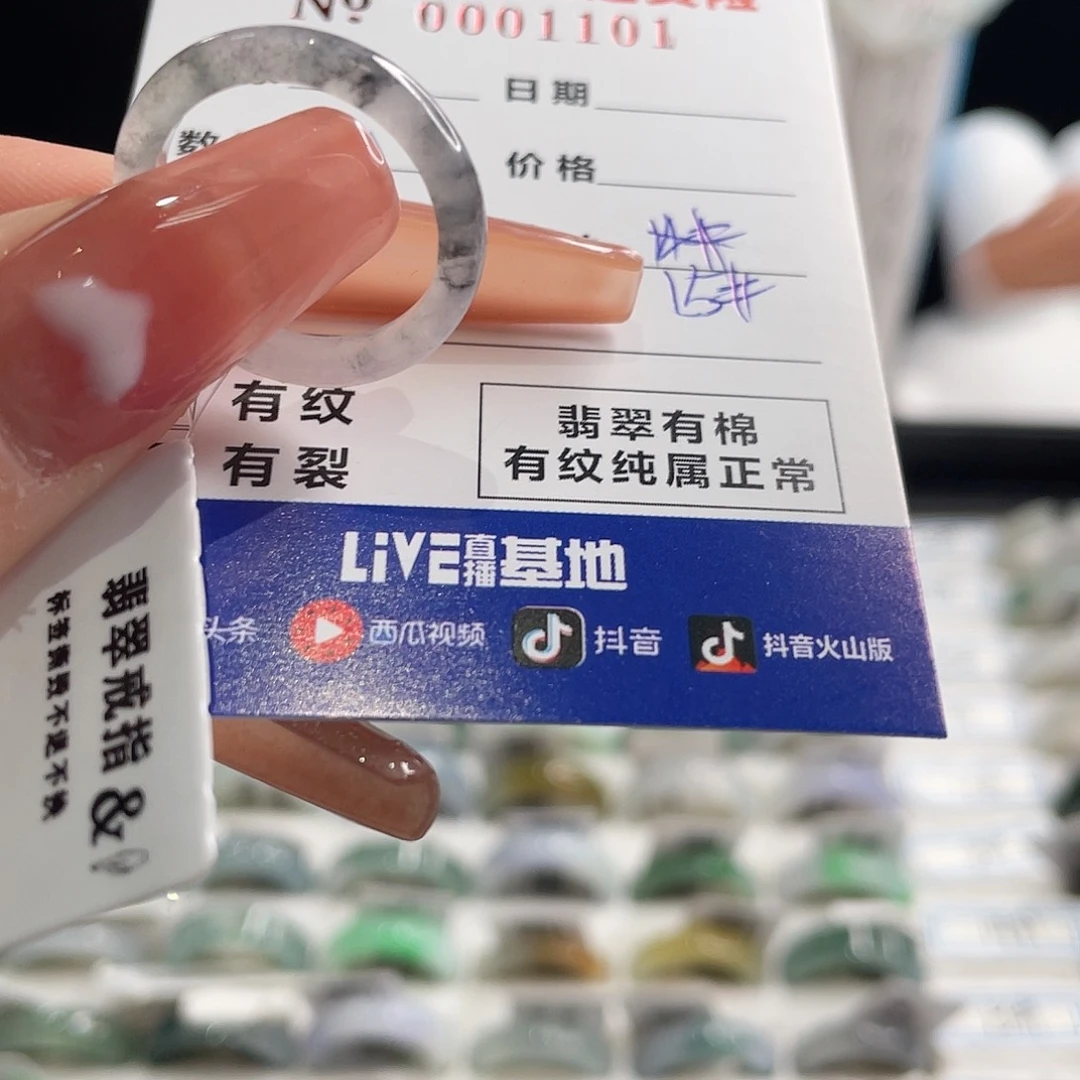 No 0001101
日期
数
价格
15#
有纹
有裂
翡翠有棉
有纹纯属正常
LiVE直播基地
头条 西瓜视频 抖音 抖音火山版
翡翠戒指 &